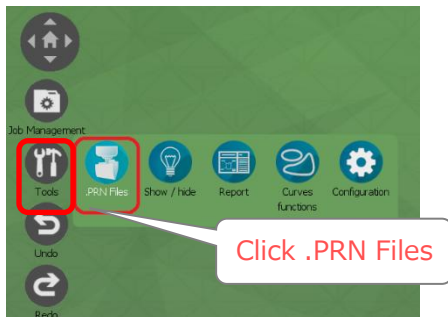 Job Management
Tools
.PRN Files
Show / hide
Report
Curves
functions
Configuration
Undo
Click .PRN Files
Redo